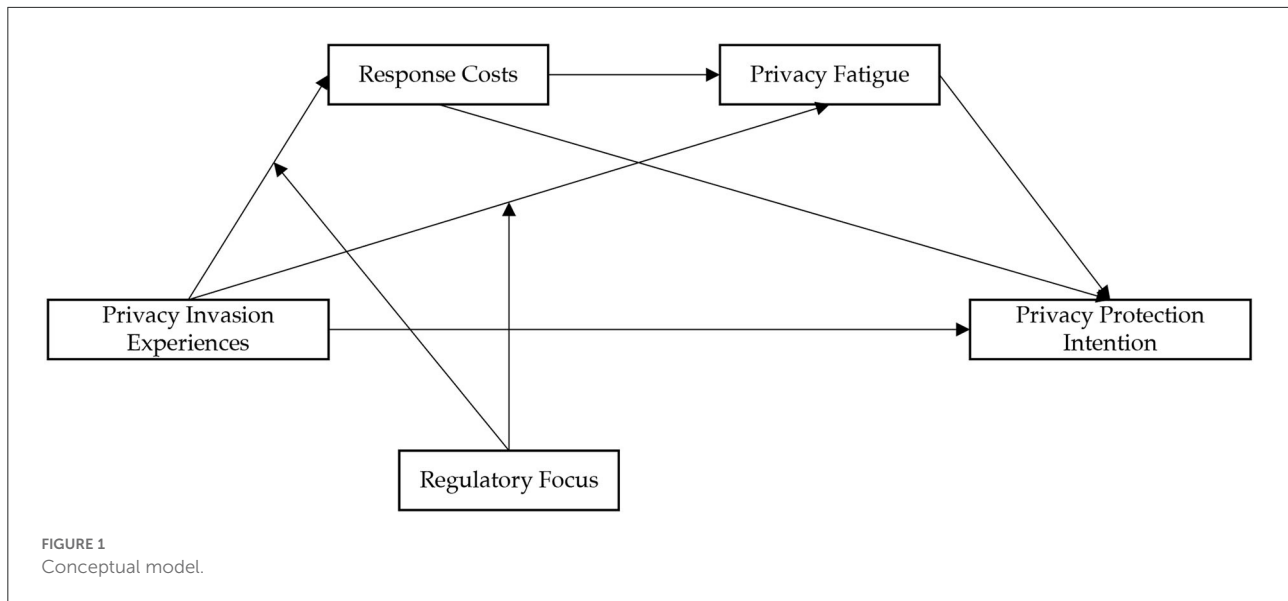 Response Costs
Privacy Fatigue
Privacy Invasion
Experiences
Privacy Protection
Intention
Regulatory Focus
FIGURE 1
Conceptual model.